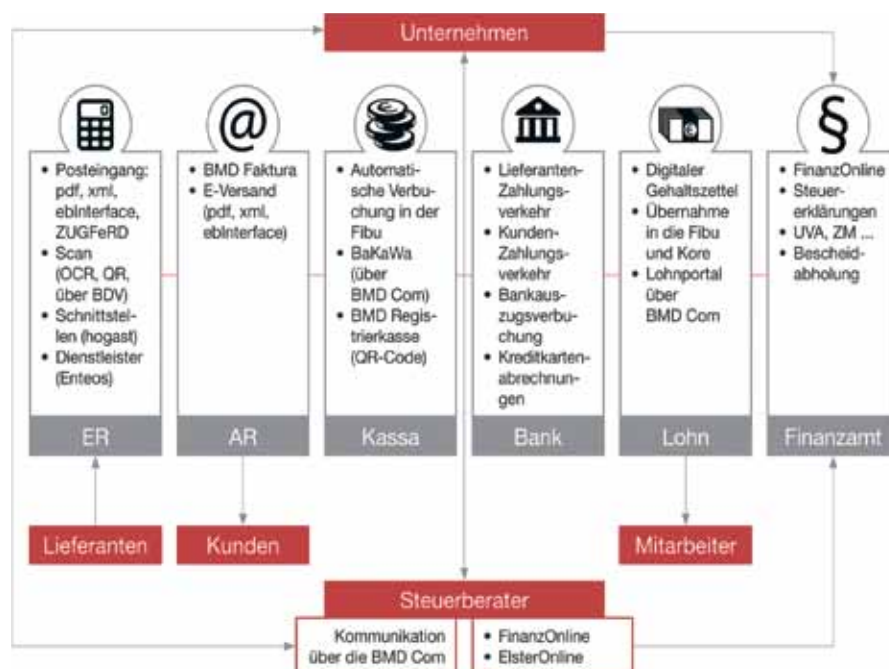 Unternehmen
@
§
• Posteingang:
pdf, xml,
ebInterface,
ZUGFeRD
• Scan
(OCR, QR,
über BDV)
• Schnittstel-
len (hogast)
• Dienstleister
(Enteos)
ER
• BMD Faktura
• E-Versand
(pdf, xml,
ebInterface)
AR
• Automati-
sche Verbu-
chung in der
Fibu
• BaKaWa
(über
BMD Com)
• BMD Regis-
trierkasse
(QR-Code)
Kassa
• Lieferanten-
Zahlungs-
verkehr
• Kunden-
Zahlungs-
verkehr
• Bankaus-
zugsverbu-
chung
• Kreditkarten-
abrechnun-
gen
Bank
• Digitaler
Gehaltszettel
• Übernahme
in die Fibu
und Kore
• Lohnportal
über
BMD Com
Lohn
• FinanzOnline
• Steuer-
erklärungen
• UVA, ZM ...
• Bescheid-
abholung
Finanzamt
Lieferanten
Kunden
Mitarbeiter
Steuerberater
Kommunikation
über die BMD Com
• FinanzOnline
• ElsterOnline